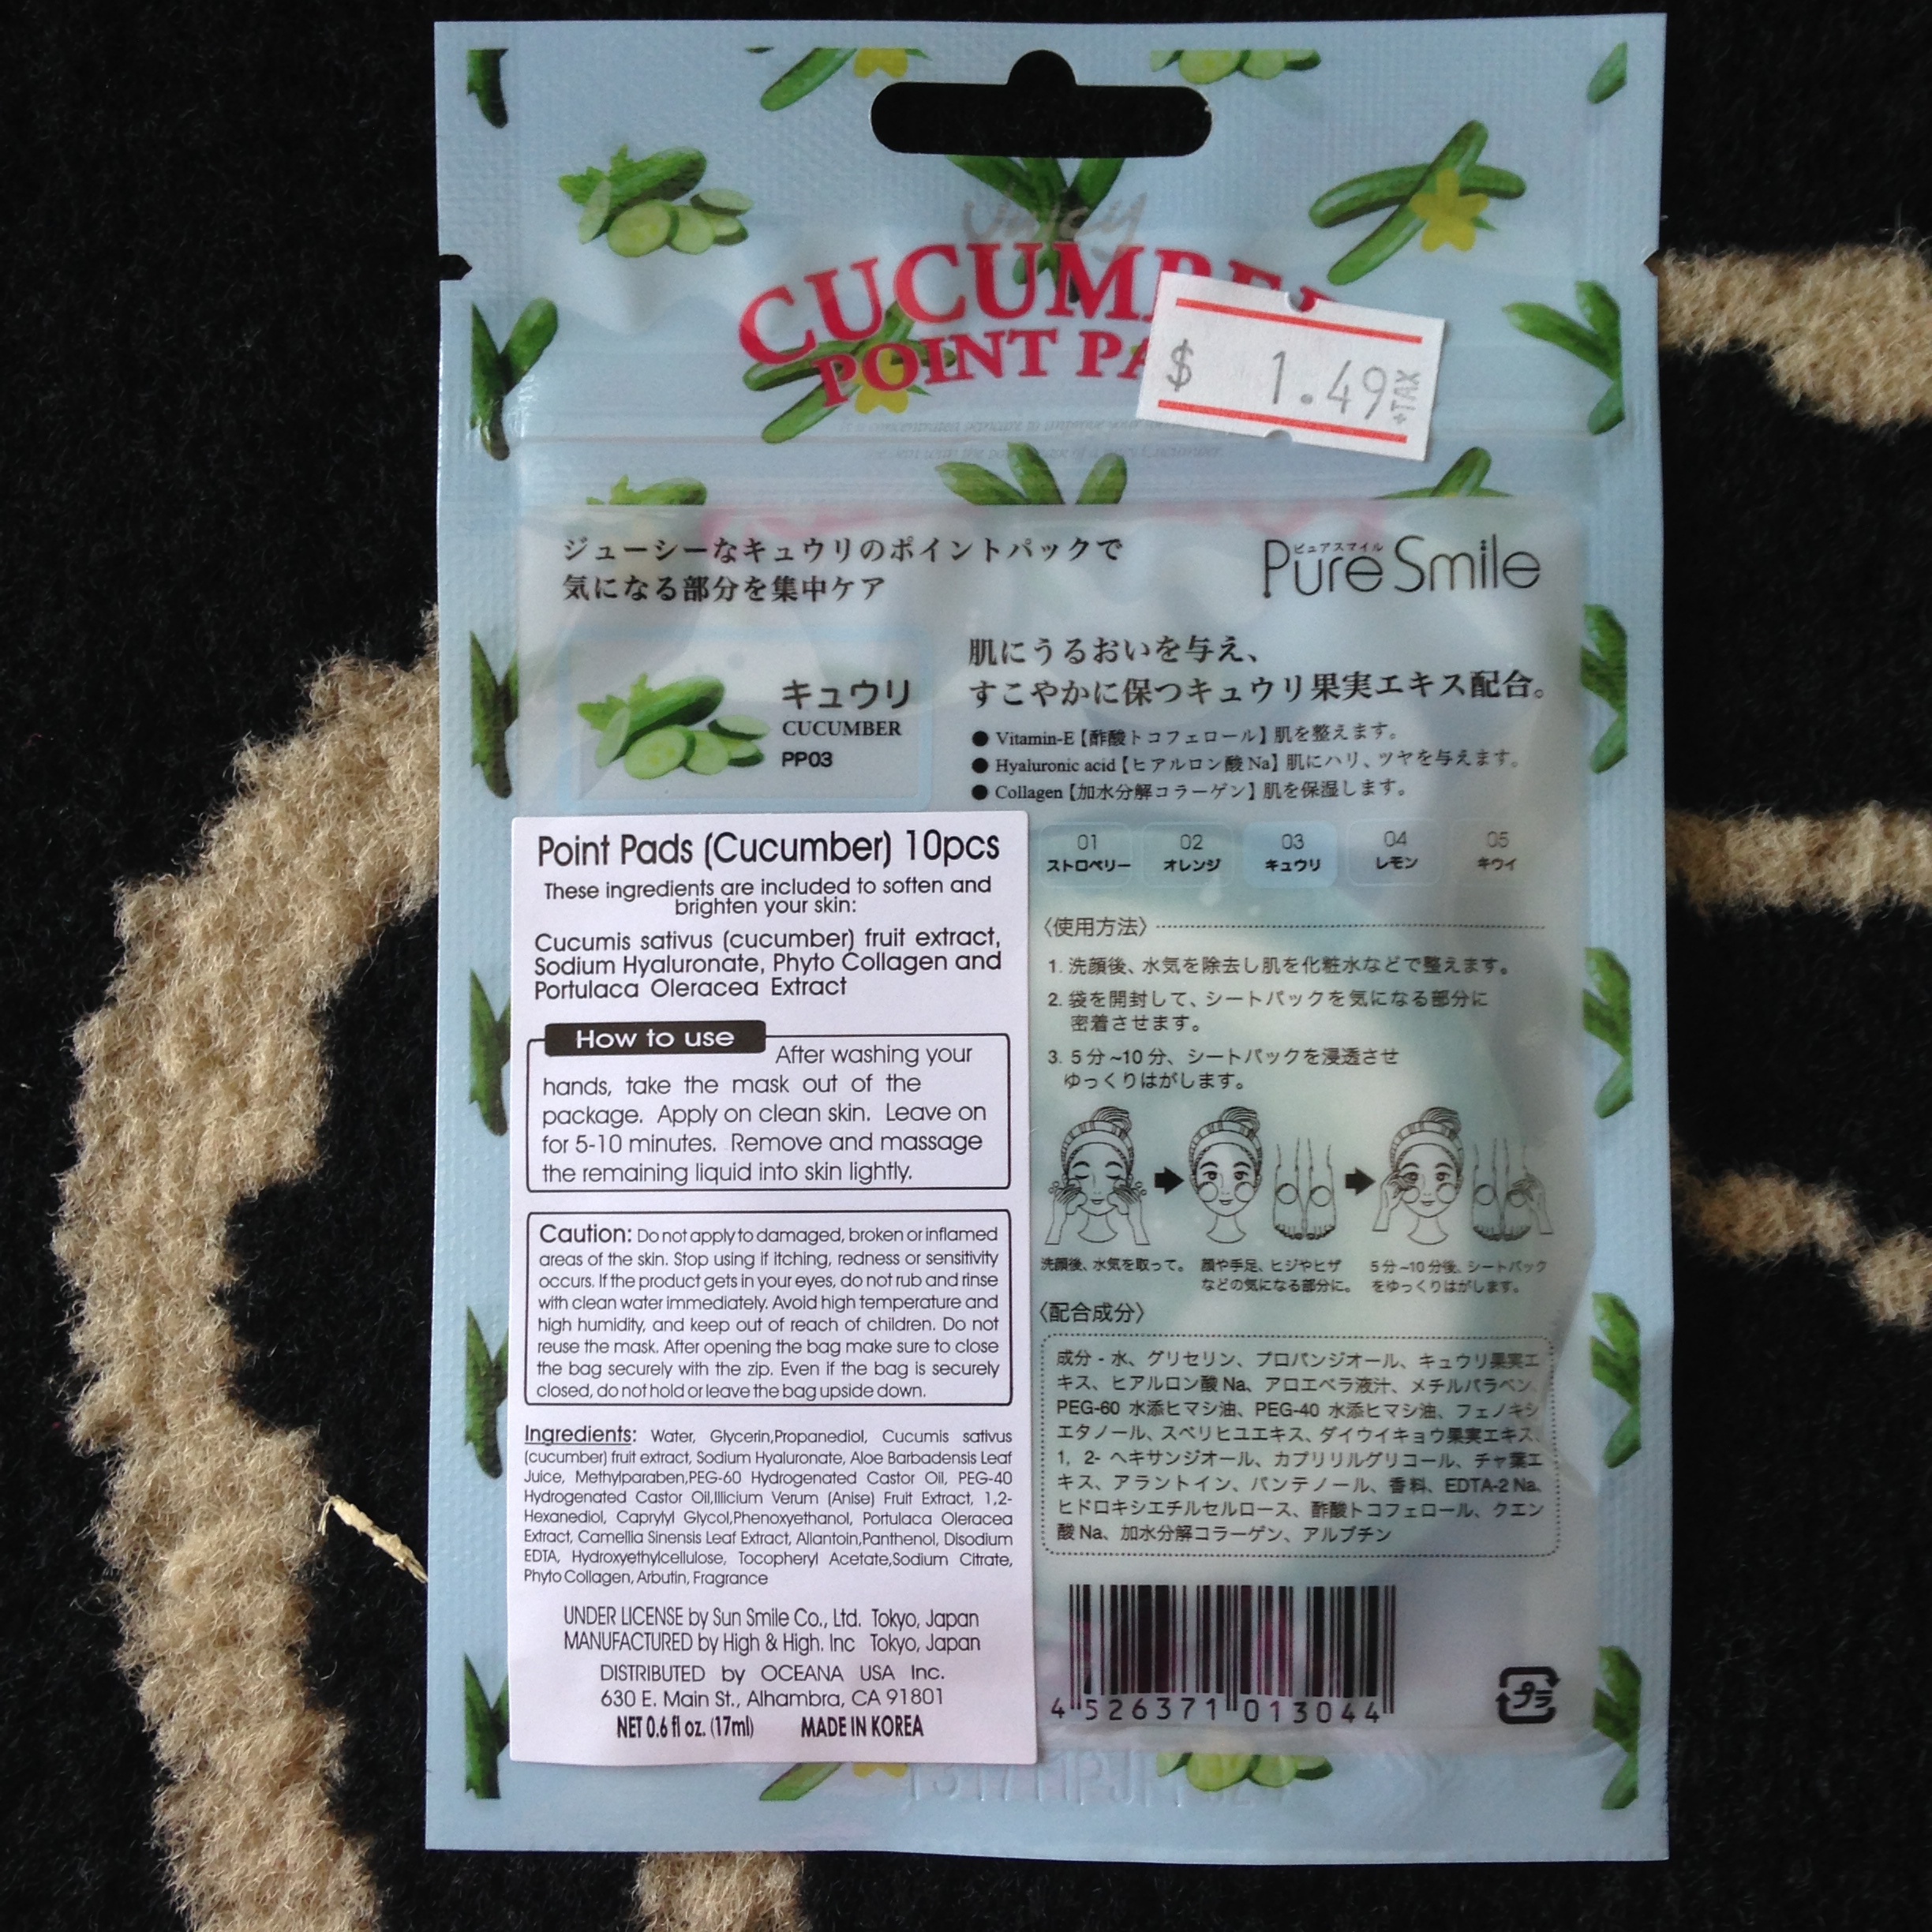 Juicy
CUCUMBER
POINT PA
$ 1.49 +TAX
ジューシーなキュウリのポイントパックで
気になる部分を集中ケア
ピュアスマイル
Pure Smile
キュウリ
CUCUMBER
PP03
肌にうるおいを与え、
すこやかに保つキュウリ果実エキス配合。
● Vitamin-E【酢酸トコフェロール】肌を整えます。
● Hyaluronic acid【ヒアルロン酸 Na】肌にハリ、ツヤを与えます。
● Collagen【加水分解コラーゲン】肌を保湿します。
01 02 03 04 05
ストロベリー オレンジ キュウリ レモン キウイ
Point Pads (Cucumber) 10pcs
These ingredients are included to soften and
brighten your skin:
Cucumis sativus (cucumber) fruit extract,
Sodium Hyaluronate, Phyto Collagen and
Portulaca Oleracea Extract
How to use
After washing your
hands, take the mask out of the
package. Apply on clean skin. Leave on
for 5-10 minutes. Remove and massage
the remaining liquid into skin lightly.
Caution: Do not apply to damaged, broken or inflamed
areas of the skin. Stop using if itching, redness or sensitivity
occurs. If the product gets in your eyes, do not rub and rinse
with clean water immediately. Avoid high temperature and
high humidity, and keep out of reach of children. Do not
reuse the mask. After opening the bag make sure to close
the bag securely with the zip. Even if the bag is securely
closed, do not hold or leave the bag upside down.
Ingredients: Water, Glycerin,Propanediol, Cucumis sativus
(cucumber) fruit extract, Sodium Hyaluronate, Aloe Barbadensis Leaf
Juice, Methylparaben,PEG-60 Hydrogenated Castor Oil, PEG-40
Hydrogenated Castor Oil,Illicium Verum (Anise) Fruit Extract, 1,2-
Hexanediol, Caprylyl Glycol,Phenoxyethanol, Portulaca Oleracea
Extract, Camellia Sinensis Leaf Extract, Allantoin,Panthenol, Disodium
EDTA, Hydroxyethylcellulose, Tocopheryl Acetate,Sodium Citrate,
Phyto Collagen, Arbutin, Fragrance
UNDER LICENSE by Sun Smile Co., Ltd. Tokyo, Japan
MANUFACTURED by High & High. Inc Tokyo, Japan
DISTRIBUTED by OCEANA USA Inc.
630 E. Main St., Alhambra, CA 91801
NET 0.6 fl oz. (17ml) MADE IN KOREA
〈使用方法〉
1. 洗顔後、水気を除去し肌を化粧水などで整えます。
2. 袋を開封して、シートパックを気になる部分に
密着させます。
3. 5分~10分、シートパックを浸透させ
ゆっくりはがします。
洗顔後、水気を取って。
顔や手足、ヒジやヒザ
などの気になる部分に。
5分~10分後、シートパック
をゆっくりはがします。
〈配合成分〉
成分 - 水、グリセリン、プロパンジオール、キュウリ果実エ
キス、ヒアルロン酸 Na、アロエベラ液汁、メチルパラベン、
PEG-60 水添ヒマシ油、PEG-40 水添ヒマシ油、フェノキシ
エタノール、スベリヒユエキス、ダイウイキョウ果実エキス、
1, 2- ヘキサンジオール、カプリリルグリコール、チャ葉エ
キス、アラントイン、パンテノール、香料、EDTA-2 Na、
ヒドロキシエチルセルロース、酢酸トコフェロール、クエン
酸 Na、加水分解コラーゲン、アルブチン
4 526371 013044
プラ